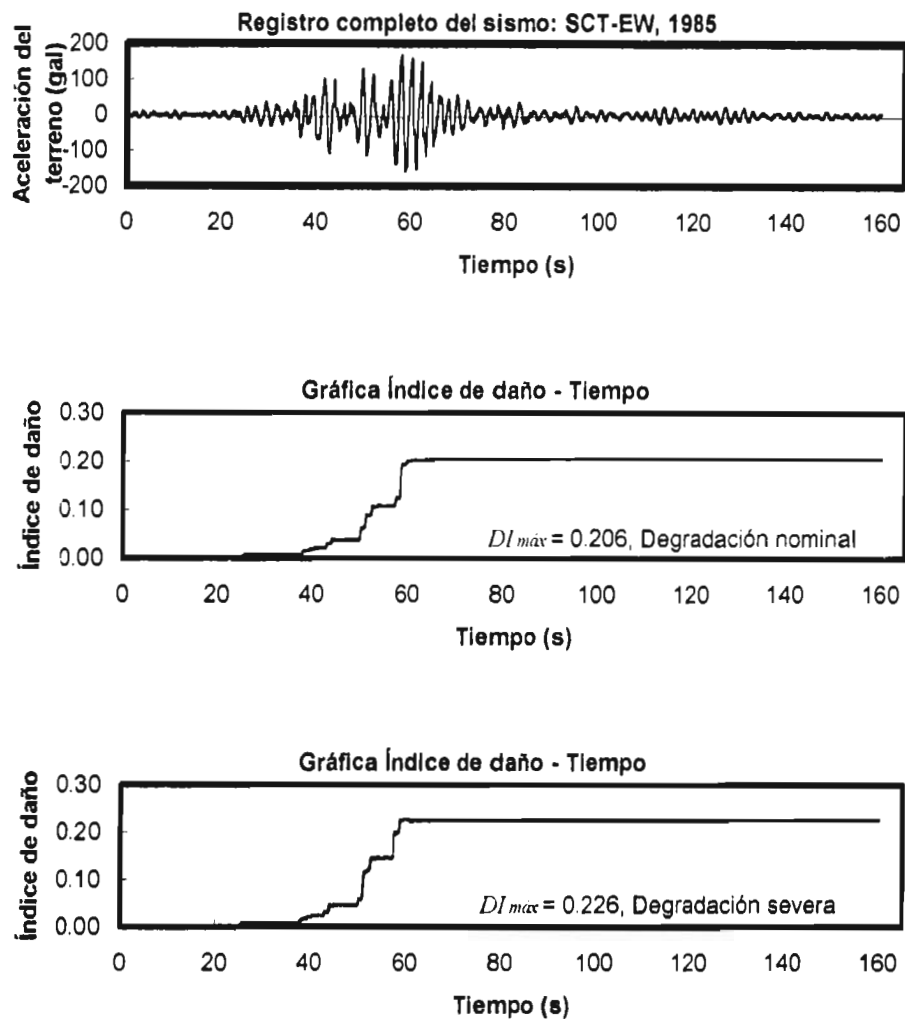 Registro completo del sismo: SCT-EW, 1985
Aceleración del
terreno (gal)
200
100
0
-100
-200
0 20 40 60 80 100 120 140 160
Tiempo (s)
Gráfica Índice de daño - Tiempo
Índice de daño
0.30
0.20
0.10
0.00
DI máx = 0.206, Degradación nominal
0 20 40 60 80 100 120 140 160
Tiempo (s)
Gráfica Índice de daño - Tiempo
Índice de daño
0.30
0.20
0.10
0.00
DI máx = 0.226, Degradación severa
0 20 40 60 80 100 120 140 160
Tiempo (s)